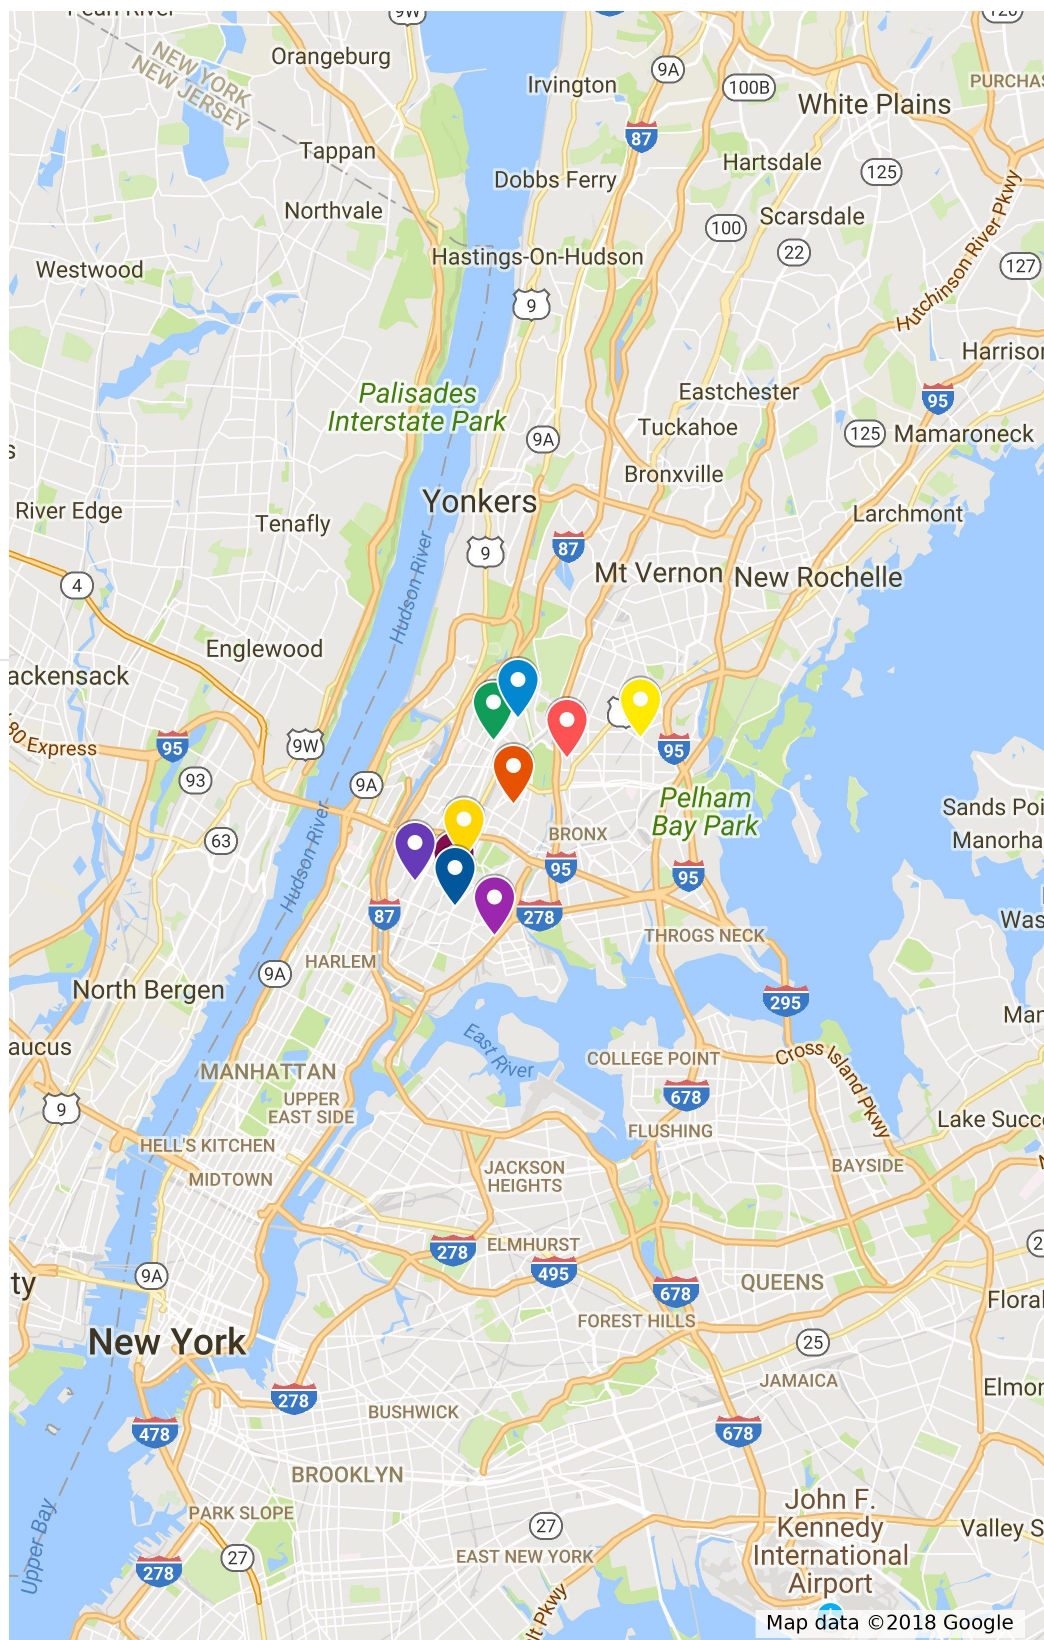 9W
Orangeburg
NEW YORK
NEW JERSEY
Irvington
9A
100B
PURCHAS
White Plains
87
Tappan
Hartsdale
125
Dobbs Ferry
Northvale
Scarsdale
100
22
Hutchinson River Pkwy
Hastings-On-Hudson
Westwood
127
9
Harrison
Palisades
Interstate Park
Eastchester
95
Tuckahoe
9A
125
Mamaroneck
Bronxville
Yonkers
River Edge
Tenafly
Larchmont
9
87
Hudson River
4
Mt Vernon
New Rochelle
Englewood
ackensack
80 Express
95
9W
95
93
9A
Pelham
Bay Park
Sands Poi
Manorha
63
Hudson River
BRONX
95
95
87
278
Was
THROGS NECK
HARLEM
9A
North Bergen
295
Man
East River
aucus
COLLEGE POINT
Cross Island Pkwy
MANHATTAN
UPPER
EAST SIDE
678
9
Lake Succ
FLUSHING
HELL'S KITCHEN
BAYSIDE
MIDTOWN
JACKSON
HEIGHTS
278
ELMHURST
495
QUEENS
9A
ty
678
Floral
FOREST HILLS
New York
25
JAMAICA
Elmon
278
BUSHWICK
478
678
BROOKLYN
John F.
Kennedy
International
Airport
PARK SLOPE
27
Valley S
Upper Bay
27
278
EAST NEW YORK
lt Pkwy
Map data ©2018 Google